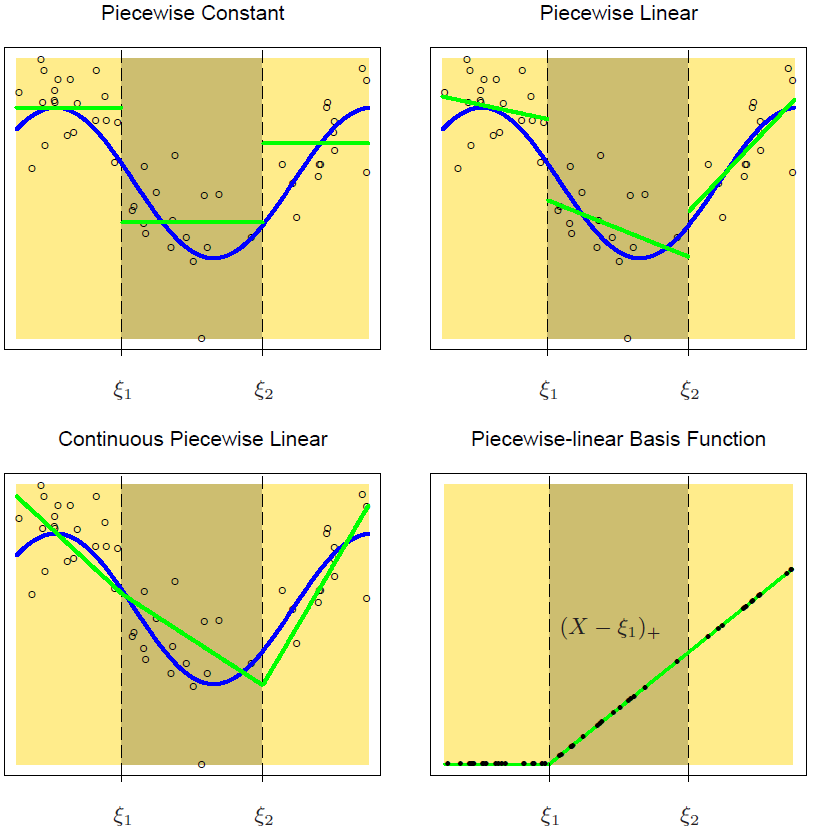 Piecewise Constant
Piecewise Linear
ξ1 ξ2
ξ1 ξ2
Continuous Piecewise Linear
Piecewise-linear Basis Function
(X − ξ1)+
ξ1 ξ2
ξ1 ξ2